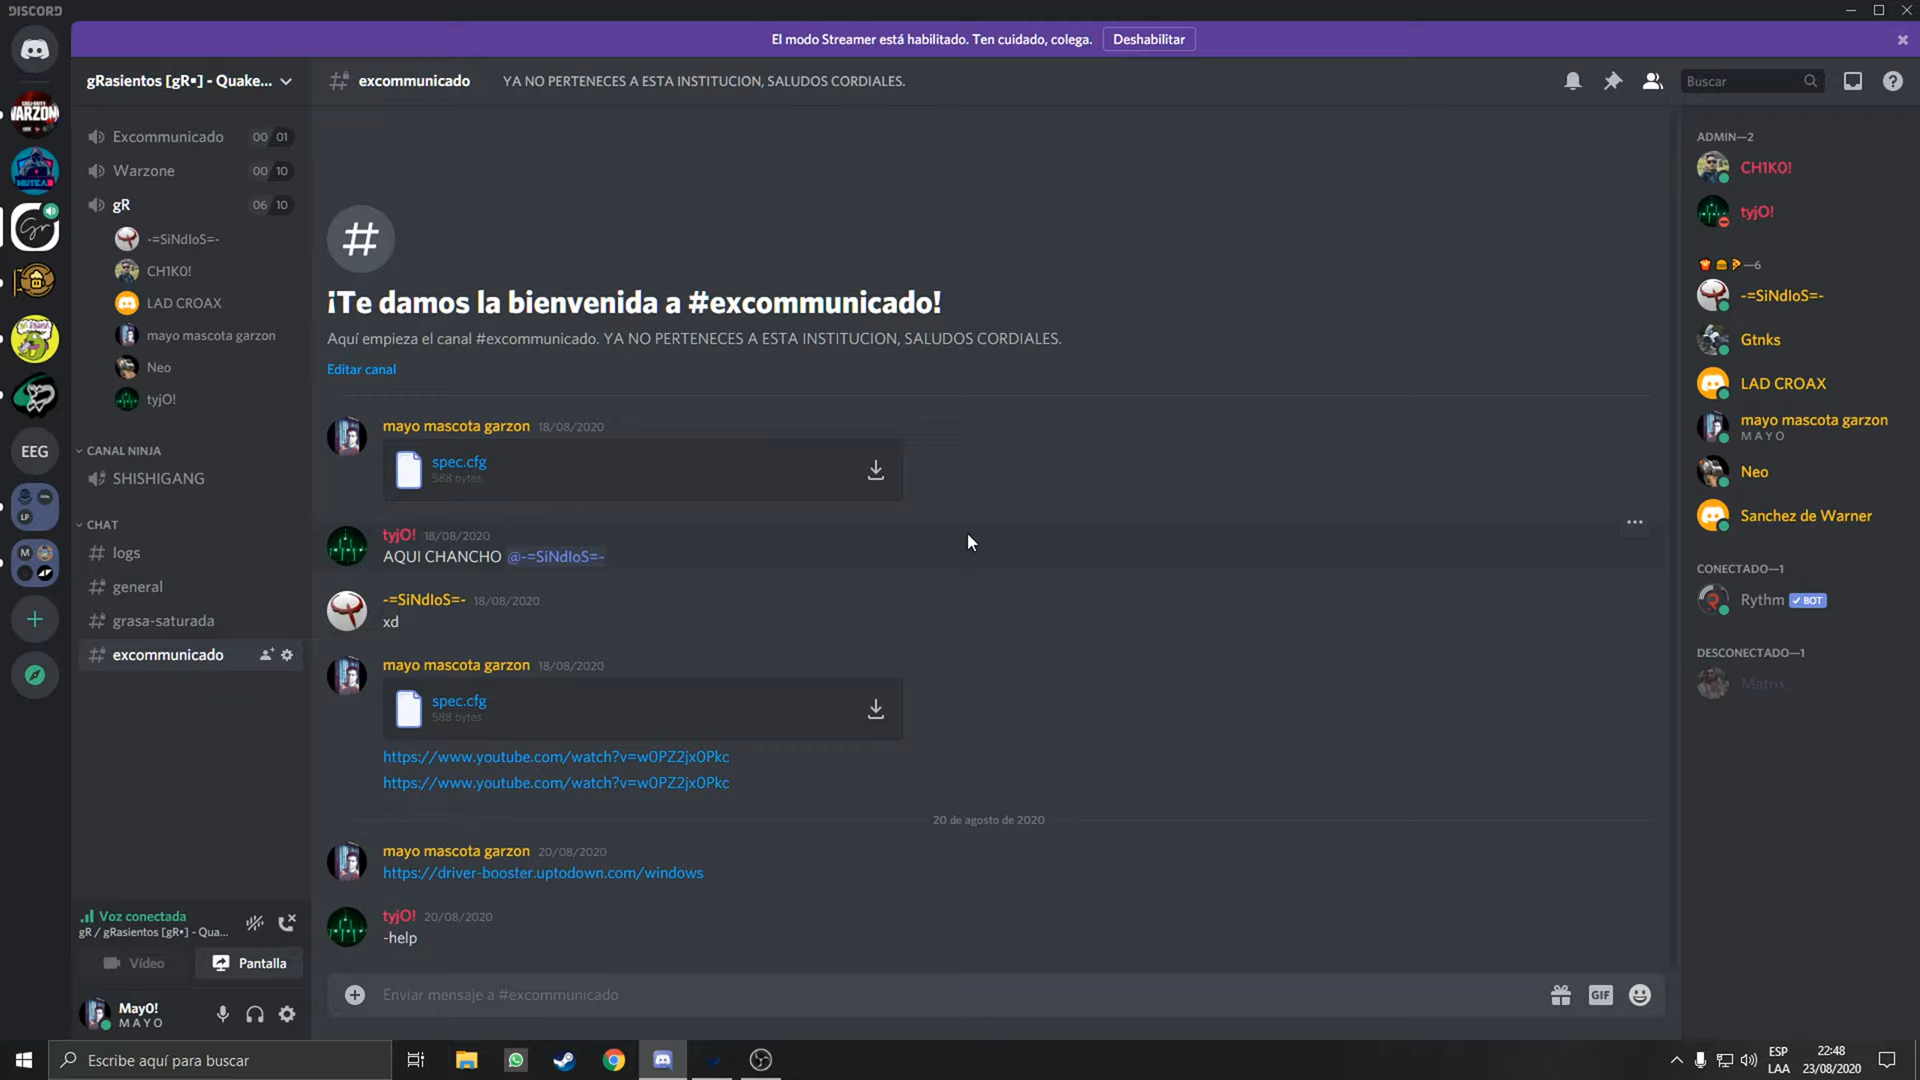 DISCORD
El modo Streamer está habilitado. Ten cuidado, colega. Deshabilitar
WARZON
MUTEAD
Gr
EEG
LP
M
gRasientos [gR▪] - Quake...
Excommunicado 00 01
Warzone 00 10
gR 06 10
-=SiNdIoS=-
CH1K0!
LAD CROAX
mayo mascota garzon
Neo
tyjO!
CANAL NINJA
SHISHIGANG
CHAT
logs
general
grasa-saturada
excommunicado
Voz conectada
gR / gRasientos [gR▪] - Qua...
Vídeo Pantalla
May0!
M A Y O
excommunicado YA NO PERTENECES A ESTA INSTITUCION, SALUDOS CORDIALES.
Buscar
#
¡Te damos la bienvenida a #excommunicado!
Aquí empieza el canal #excommunicado. YA NO PERTENECES A ESTA INSTITUCION, SALUDOS CORDIALES.
Editar canal
mayo mascota garzon 18/08/2020
spec.cfg
588 bytes
tyjO! 18/08/2020
AQUI CHANCHO @-=SiNdIoS=-
-=SiNdIoS=- 18/08/2020
xd
mayo mascota garzon 18/08/2020
spec.cfg
588 bytes
https://www.youtube.com/watch?v=w0PZ2jx0Pkc
https://www.youtube.com/watch?v=w0PZ2jx0Pkc
20 de agosto de 2020
mayo mascota garzon 20/08/2020
https://driver-booster.uptodown.com/windows
tyjO! 20/08/2020
-help
Enviar mensaje a #excommunicado
GIF
ADMIN—2
CH1K0!
tyjO!
—6
-=SiNdIoS=-
Gtnks
LAD CROAX
mayo mascota garzon
M A Y O
Neo
Sanchez de Warner
CONECTADO—1
Rythm BOT
DESCONECTADO—1
Escribe aquí para buscar
ESP
LAA
22:48
23/08/2020